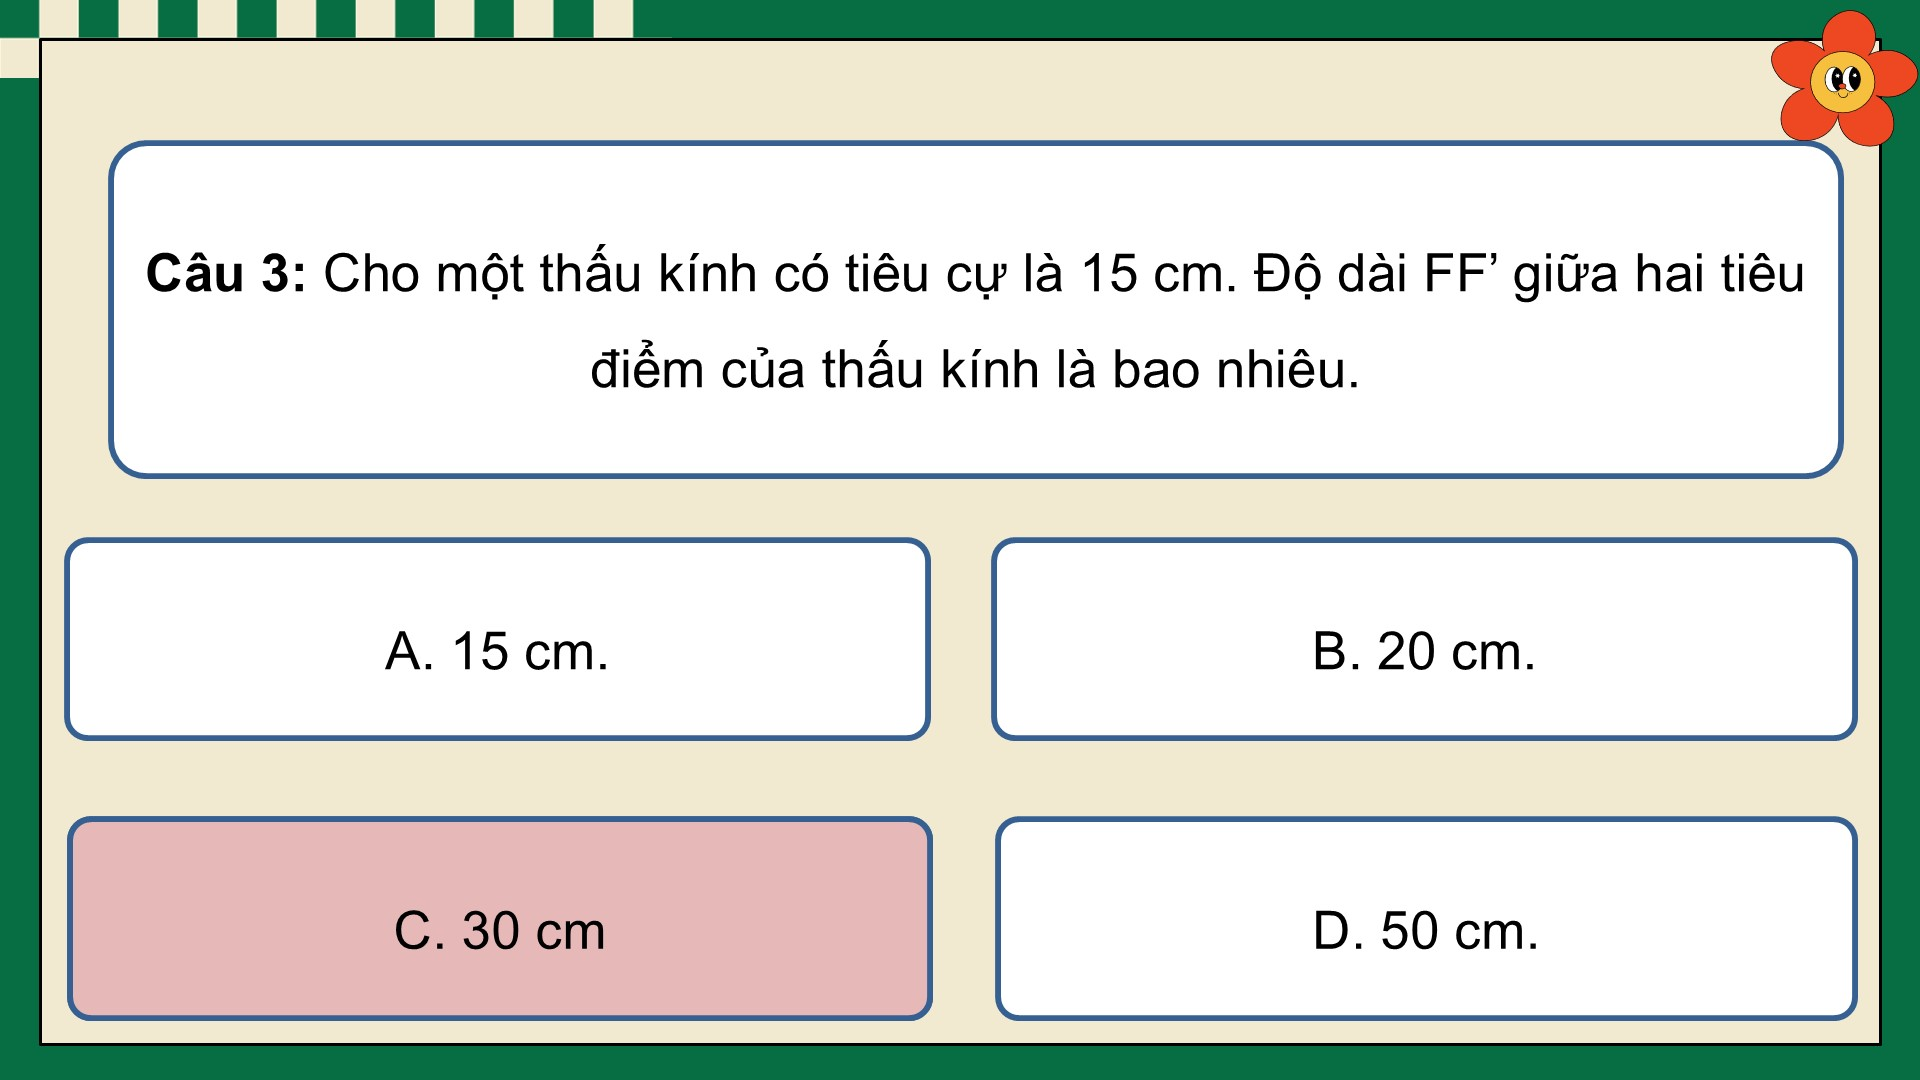 Câu 3: Cho một thấu kính có tiêu cự là 15 cm. Độ dài FF’ giữa hai tiêu
điểm của thấu kính là bao nhiêu.
A. 15 cm.
B. 20 cm.
C. 30 cm
D. 50 cm.